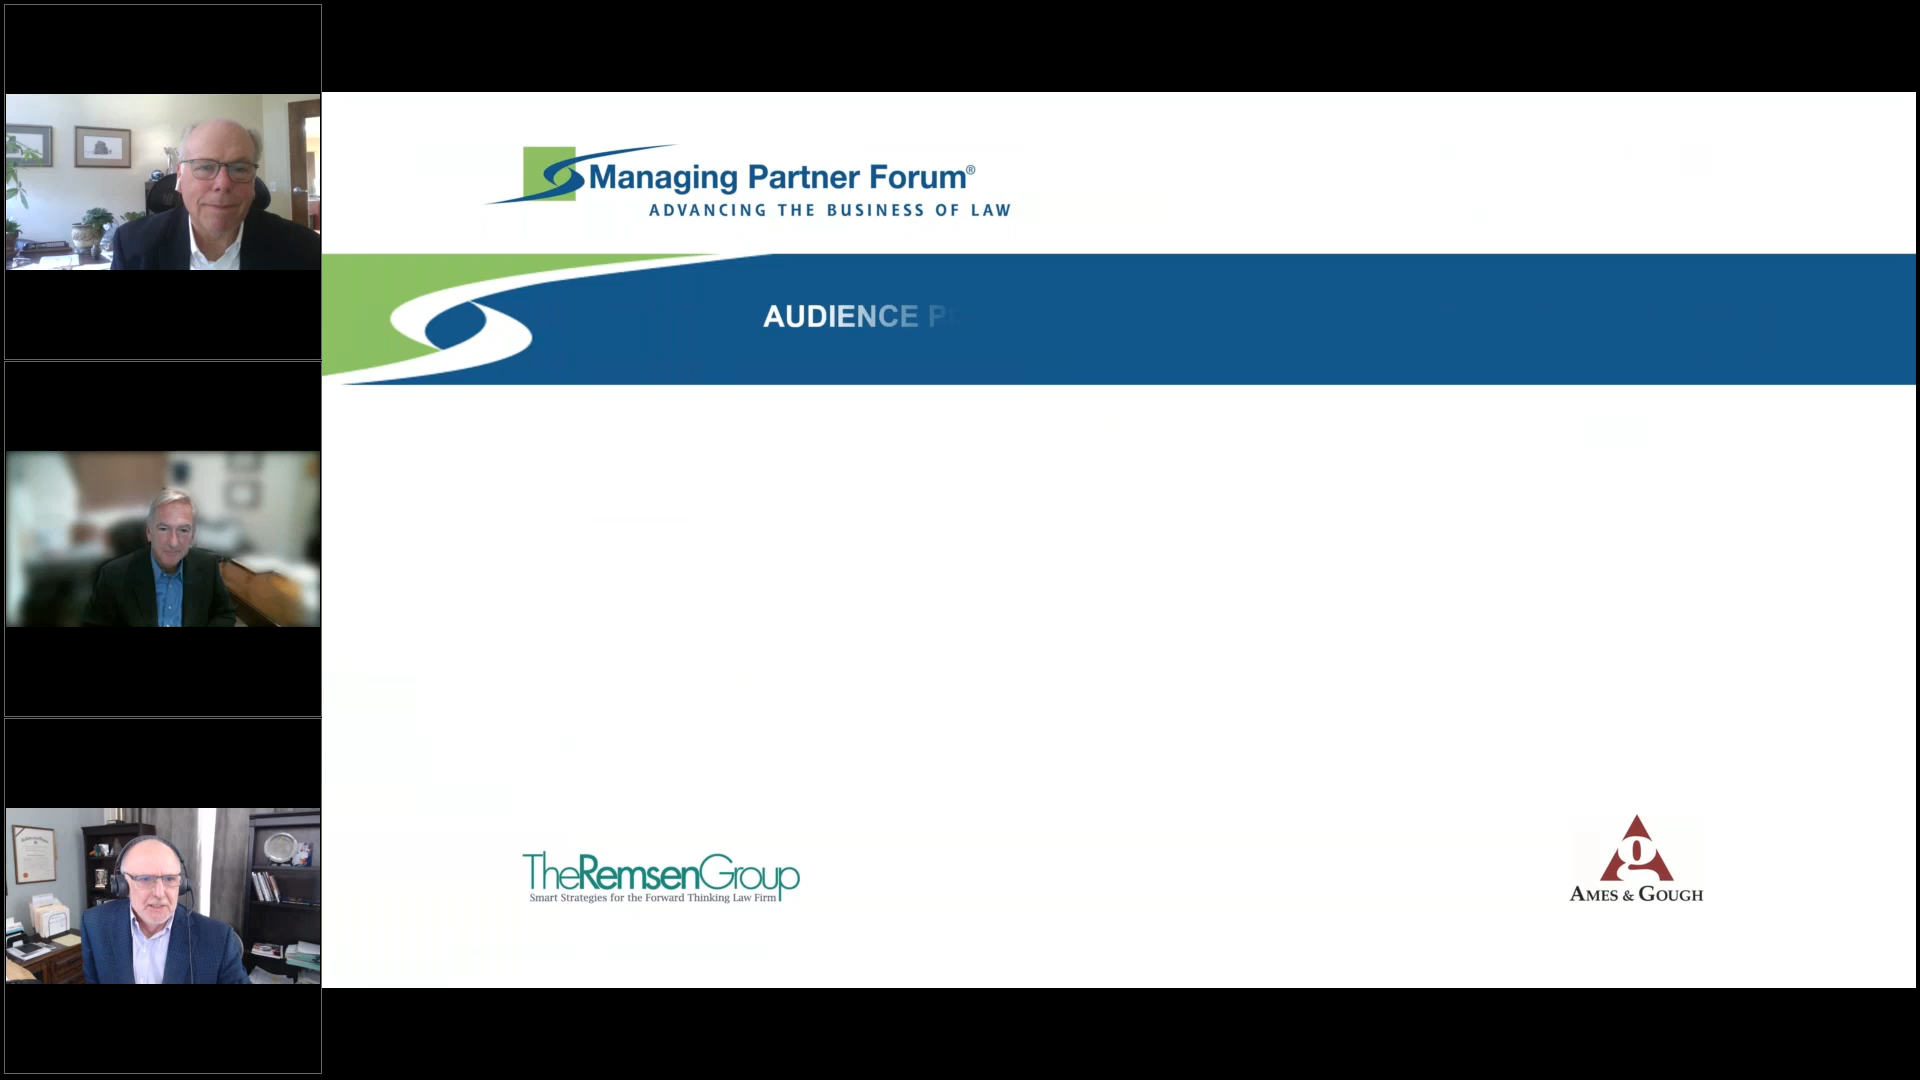 Managing Partner Forum®
ADVANCING THE BUSINESS OF LAW
AUDIENCE P
TheRemsenGroup
Smart Strategies for the Forward Thinking Law Firm
ag
AMES & GOUGH